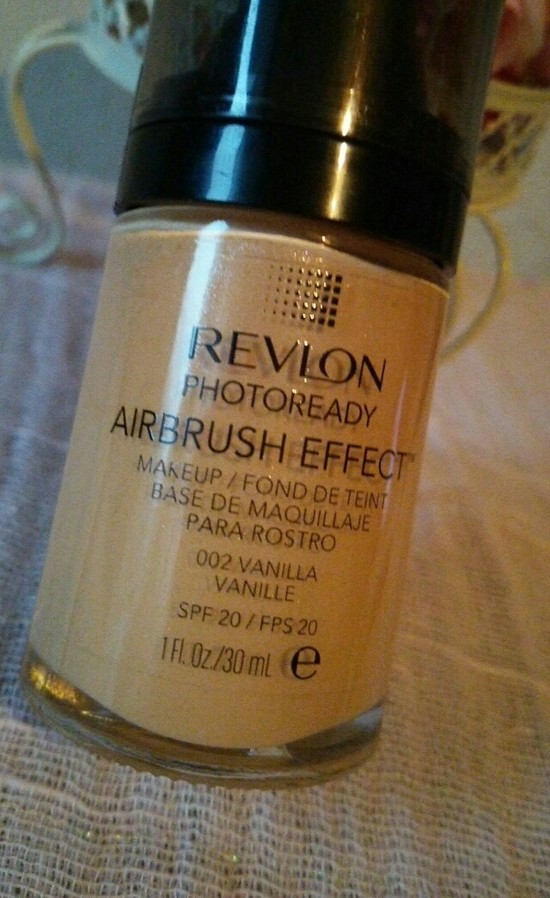 REVLON
PHOTOREADY
AIRBRUSH EFFECT™
MAKEUP / FOND DE TEINT
BASE DE MAQUILLAJE
PARA ROSTRO
002 VANILLA
VANILLE
SPF 20 / FPS 20
1 Fl. Oz./30 mL e